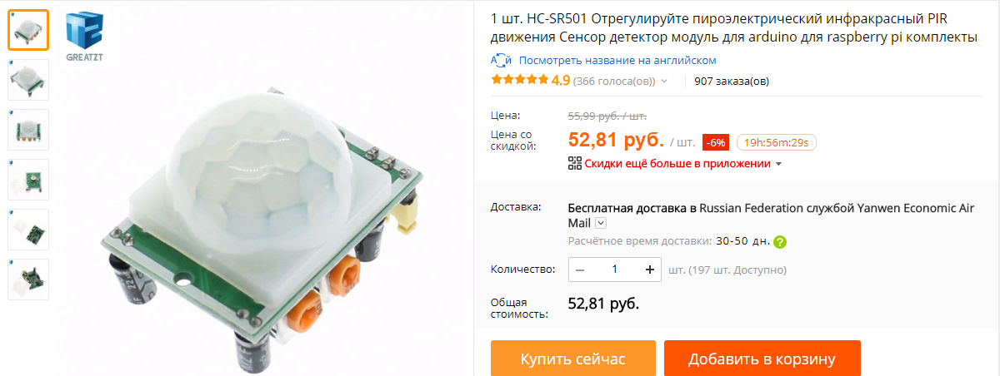 GREATZT
1 шт. HC-SR501 Отрегулируйте пироэлектрический инфракрасный PIR
движения Сенсор детектор модуль для arduino для raspberry pi комплекты
Посмотреть название на английском
4.9 (366 голоса(ов)) 907 заказа(ов)
Цена: 55,99 руб. / шт.
Цена со
скидкой: 52,81 руб. / шт. -6% 19h:56m:29s
Скидки ещё больше в приложении
Доставка: Бесплатная доставка в Russian Federation службой Yanwen Economic Air
Mail
Расчётное время доставки: 30-50 дн. ?
Количество: − 1 + шт. (197 шт. Доступно)
Общая
стоимость: 52,81 руб.
Купить сейчас Добавить в корзину